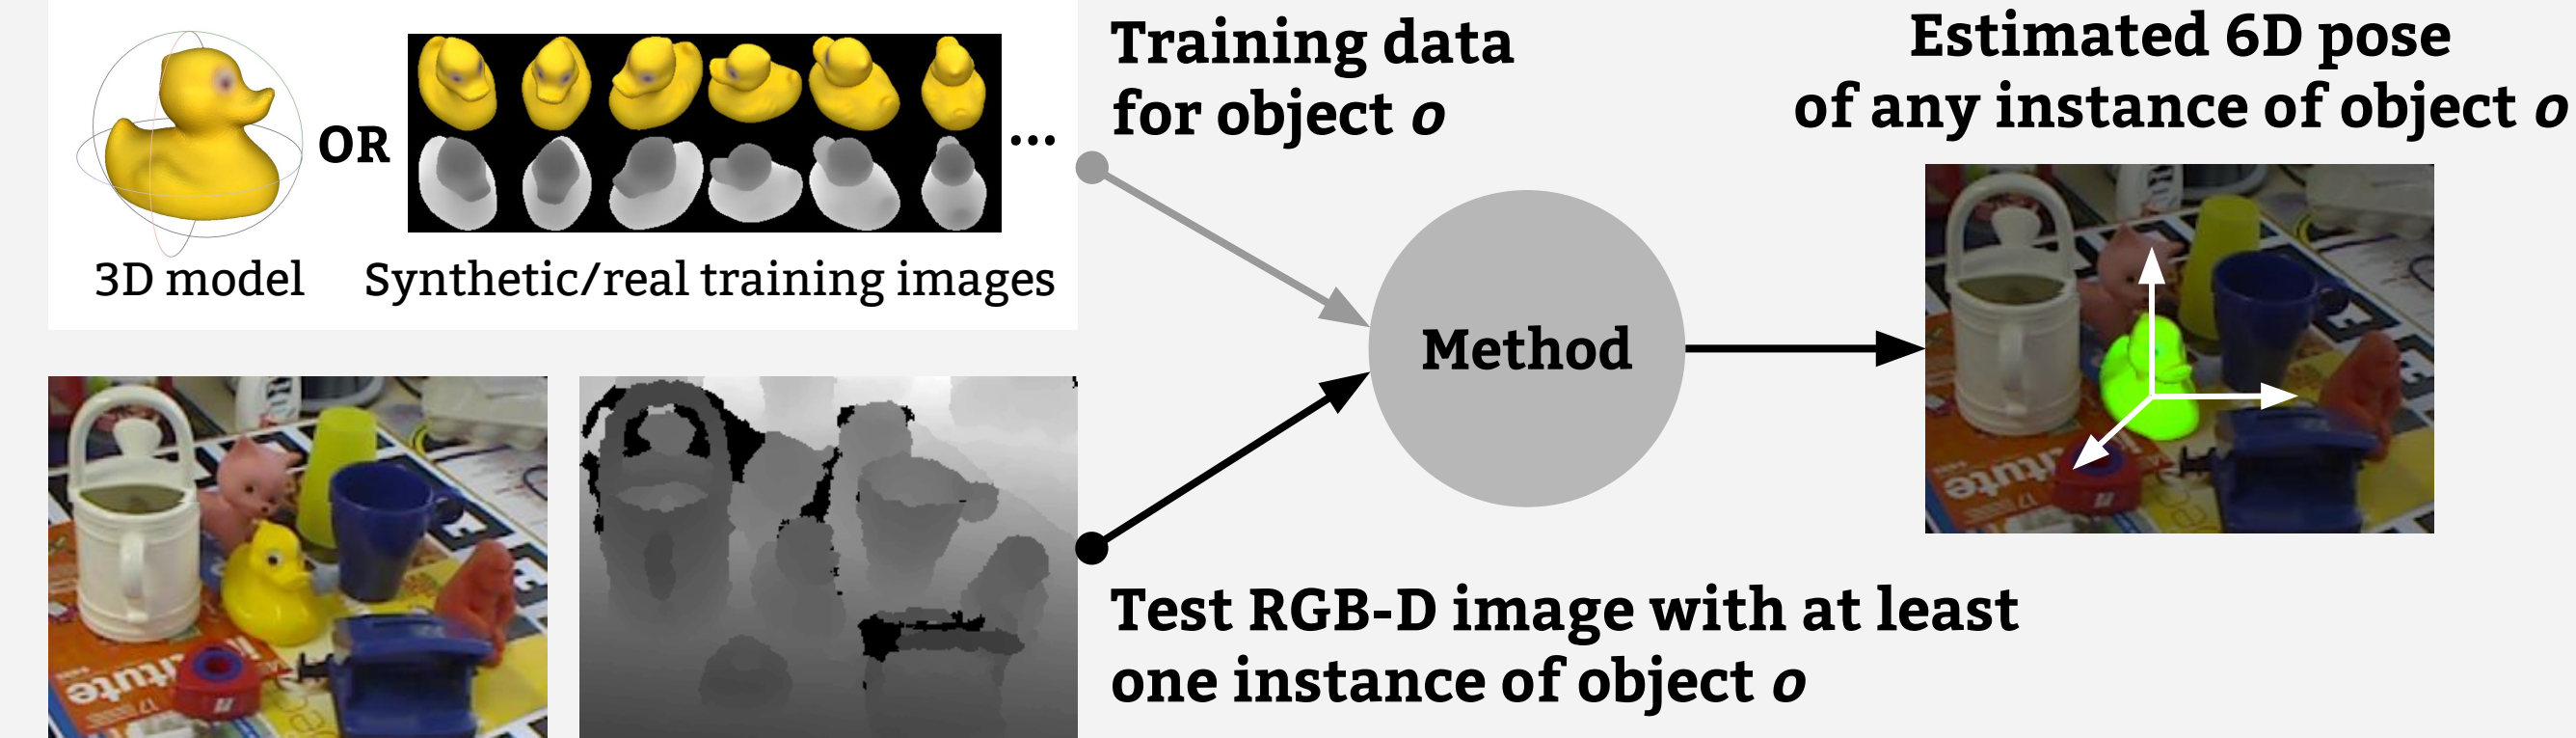 Training data
for object o
Estimated 6D pose
of any instance of object o
OR
...
3D model
Synthetic/real training images
Method
Test RGB-D image with at least
one instance of object o